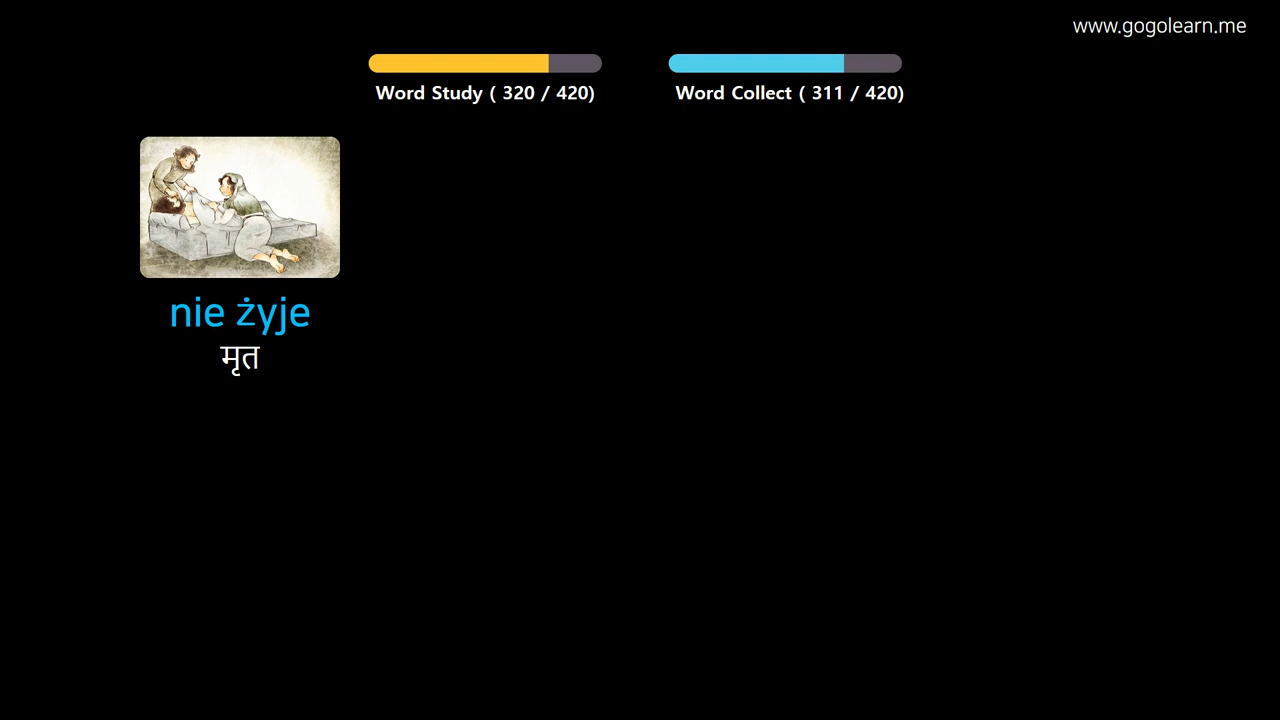 www.gogolearn.me
Word Study ( 320 / 420)
Word Collect ( 311 / 420)
nie żyje
मृत